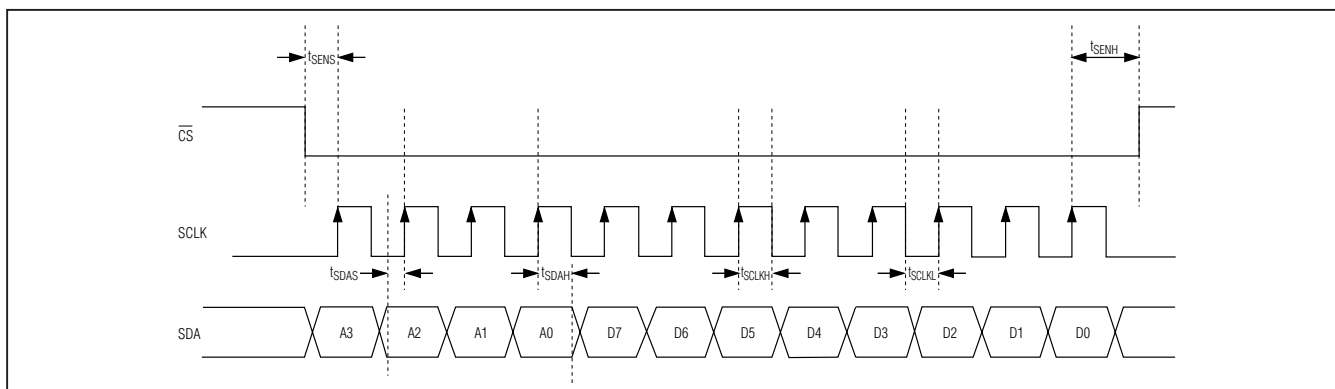 tSENS tSENH
CS
SCLK
tSDAS tSDAH tSCLKH tSCLKL
SDA A3 A2 A1 A0 D7 D6 D5 D4 D3 D2 D1 D0